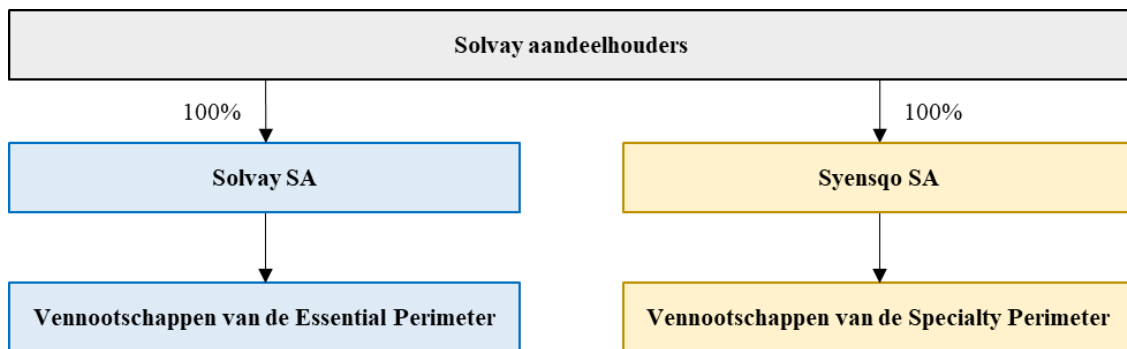 Solvay aandeelhouders
100%
100%
Solvay SA
Syensqo SA
Vennootschappen van de Essential Perimeter
Vennootschappen van de Specialty Perimeter